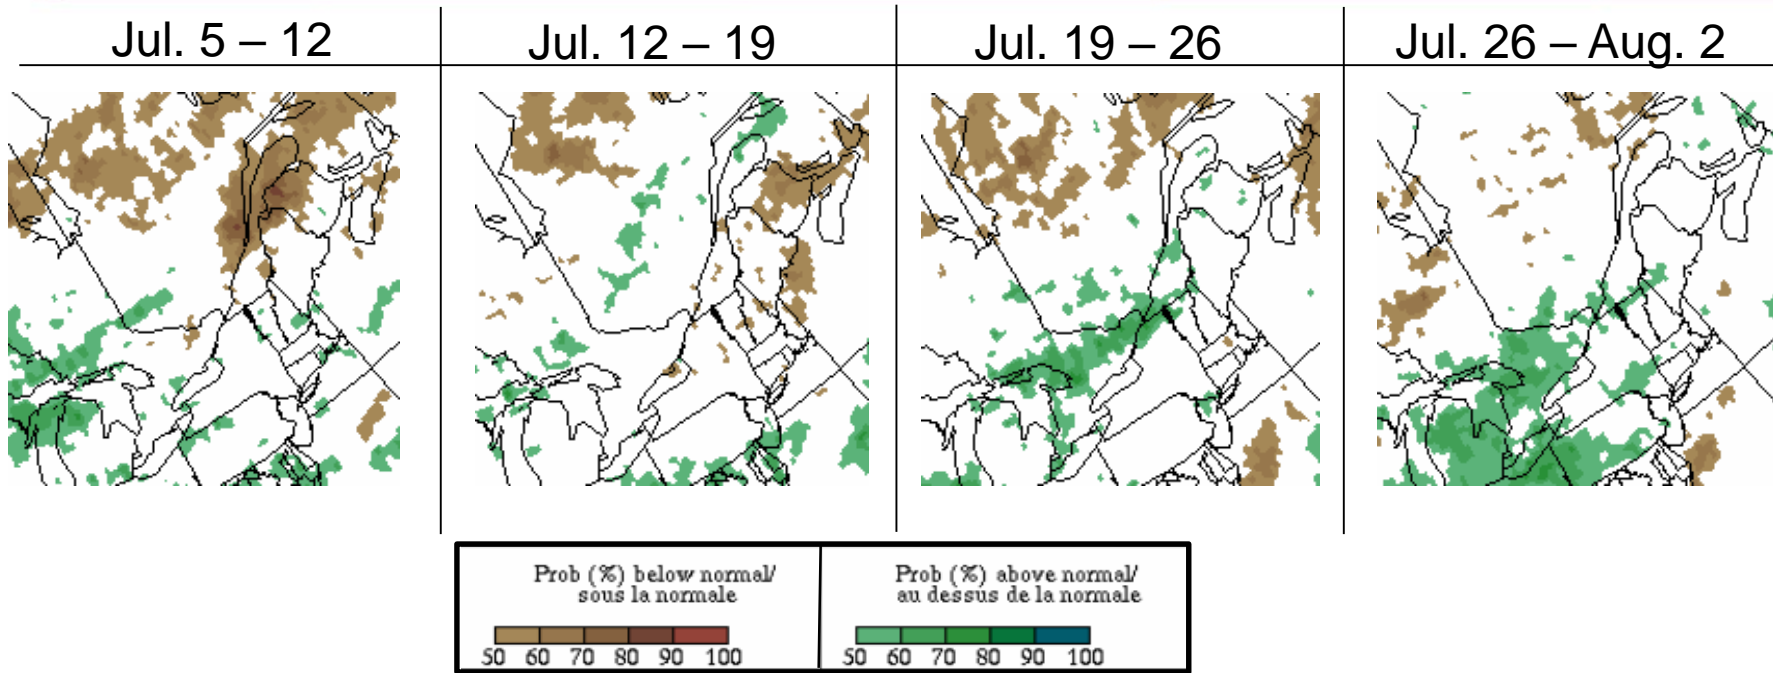 Jul. 5 – 12
Jul. 12 – 19
Jul. 19 – 26
Jul. 26 – Aug. 2
Prob (%) below normal/
sous la normale
50 60 70 80 90 100
Prob (%) above normal/
au dessus de la normale
50 60 70 80 90 100